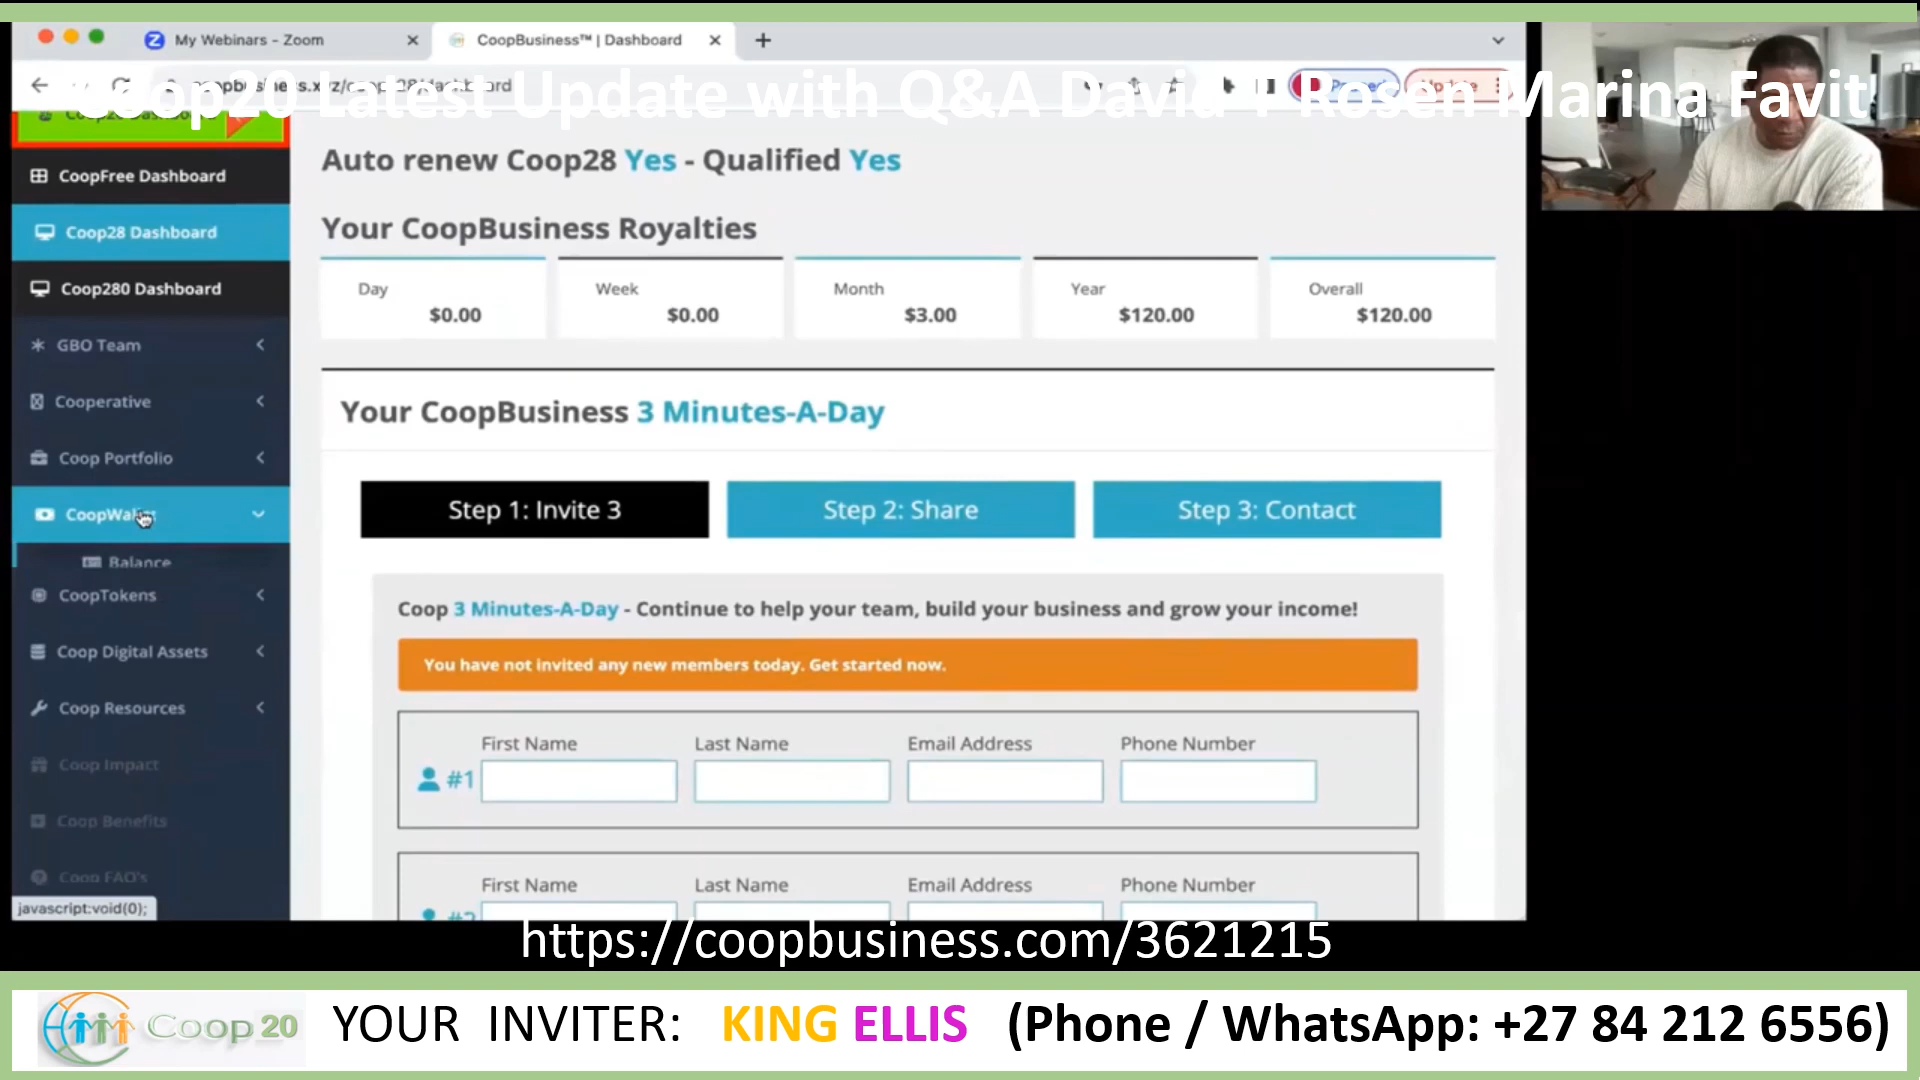 My Webinars - Zoom
CoopBusiness™ | Dashboard
Coop20 Latest Update with Q&A David T Rosen Marina Favit
CoopFree Dashboard
Coop28 Dashboard
Coop280 Dashboard
GBO Team
Cooperative
Coop Portfolio
Balance
CoopTokens
Coop Digital Assets
Coop Resources
Coop Impact
Coop Benefits
Coop FAQ's
javascript:void(0);
Auto renew Coop28 Yes - Qualified Yes
Your CoopBusiness Royalties
Day Week Month Year Overall
$0.00 $0.00 $3.00 $120.00 $120.00
Your CoopBusiness 3 Minutes-A-Day
Step 1: Invite 3 Step 2: Share Step 3: Contact
Coop 3 Minutes-A-Day - Continue to help your team, build your business and grow your income!
You have not invited any new members today. Get started now.
First Name Last Name Email Address Phone Number
#1
First Name Last Name Email Address Phone Number
#2
https://coopbusiness.com/3621215
Coop 20 YOUR INVITER: KING ELLIS (Phone / WhatsApp: +27 84 212 6556)